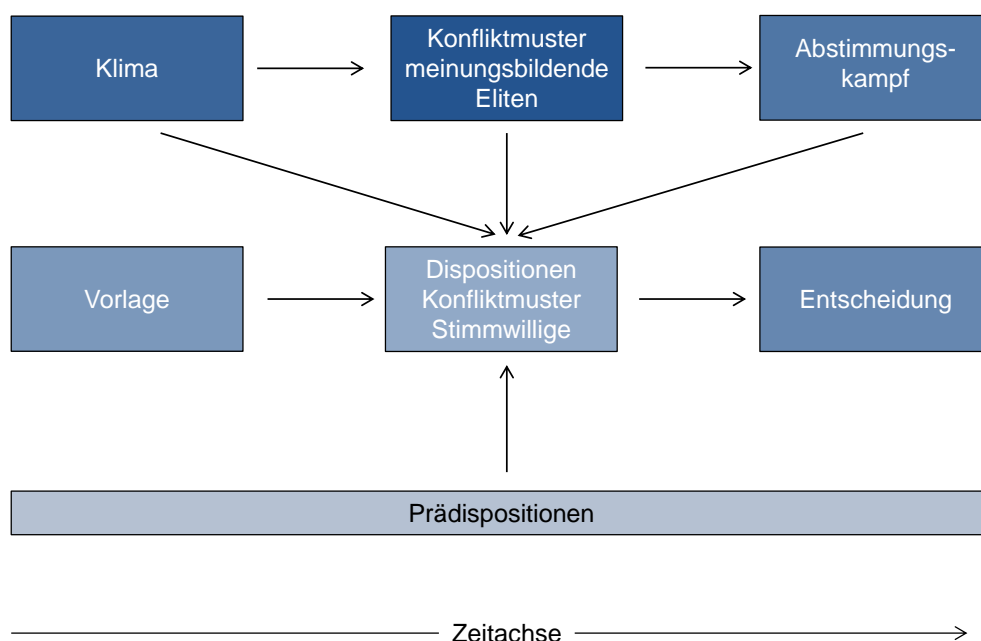 Klima
Konfliktmuster
meinungsbildende
Eliten
Abstimmungs-
kampf
Vorlage
Dispositionen
Konfliktmuster
Stimmwillige
Entscheidung
Prädispositionen
Zeitachse